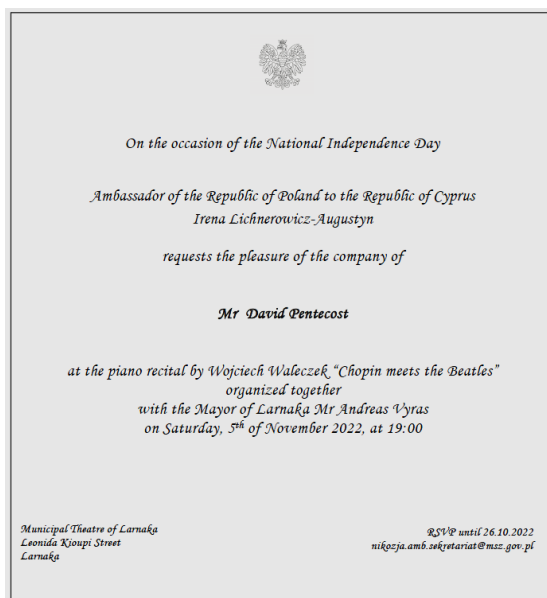 On the occasion of the National Independence Day
Ambassador of the Republic of Poland to the Republic of Cyprus
Irena Lichnerowicz-Augustyn
requests the pleasure of the company of
Mr David Pentecost
at the piano recital by Wojciech Waleczek “Chopin meets the Beatles”
organized together
with the Mayor of Larnaka Mr Andreas Vyras
on Saturday, 5th of November 2022, at 19:00
Municipal Theatre of Larnaka
Leonida Kioupi Street
Larnaka
RSVP until 26.10.2022
nikozja.amb.sekretariat@msz.gov.pl